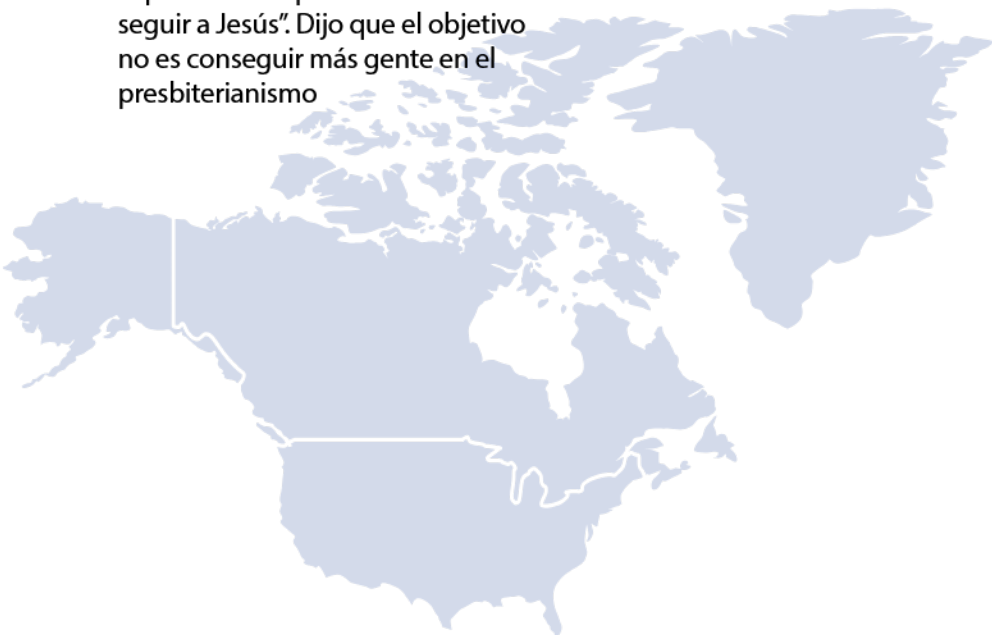 seguir a Jesús”. Dijo que el objetivo
no es conseguir más gente en el
presbiterianismo